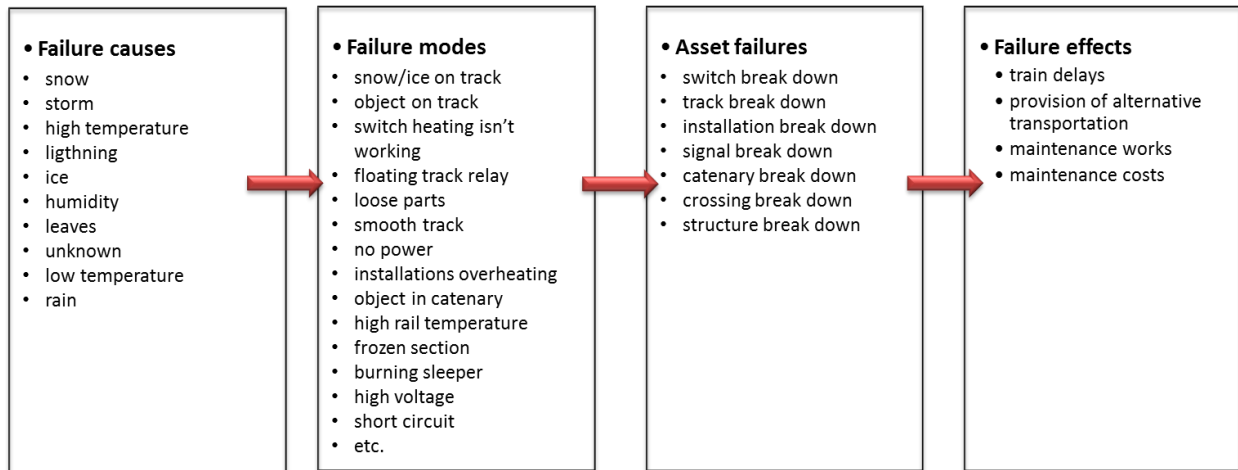 • Failure causes
• snow
• storm
• high temperature
• ligthning
• ice
• humidity
• leaves
• unknown
• low temperature
• rain
• Failure modes
• snow/ice on track
• object on track
• switch heating isn’t
working
• floating track relay
• loose parts
• smooth track
• no power
• installations overheating
• object in catenary
• high rail temperature
• frozen section
• burning sleeper
• high voltage
• short circuit
• etc.
• Asset failures
• switch break down
• track break down
• installation break down
• signal break down
• catenary break down
• crossing break down
• structure break down
• Failure effects
• train delays
• provision of alternative
transportation
• maintenance works
• maintenance costs